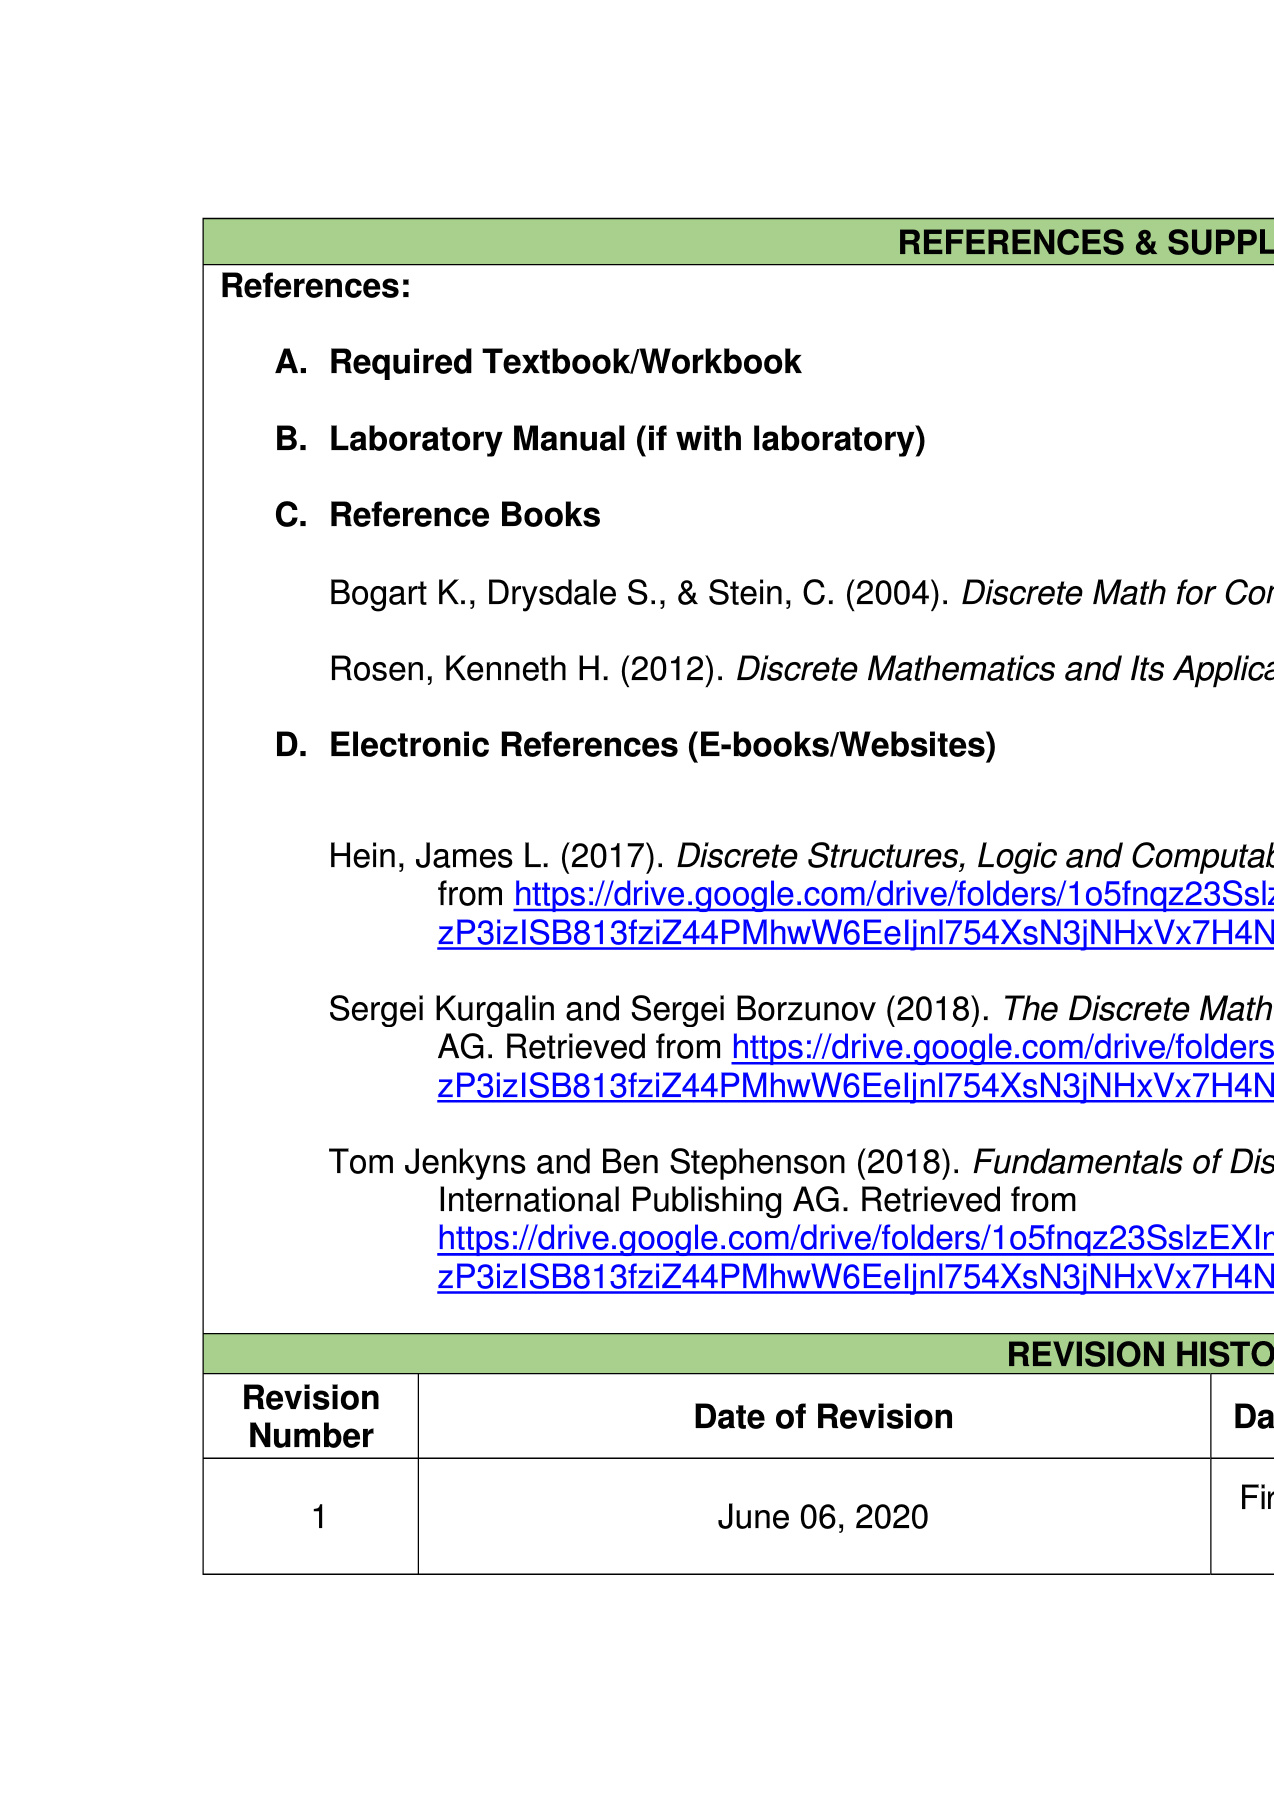 REFERENCES & SUPPL
References:
A. Required Textbook/Workbook
B. Laboratory Manual (if with laboratory)
C. Reference Books
Bogart K., Drysdale S., & Stein, C. (2004). Discrete Math for Con
Rosen, Kenneth H. (2012). Discrete Mathematics and Its Applica
D. Electronic References (E-books/Websites)
Hein, James L. (2017). Discrete Structures, Logic and Computab
from https://drive.google.com/drive/folders/1o5fnqz23Sslz
zP3izISB813fziZ44PMhwW6EeIjnl754XsN3jNHxVx7H4N
Sergei Kurgalin and Sergei Borzunov (2018). The Discrete Math
AG. Retrieved from https://drive.google.com/drive/folders
zP3izISB813fziZ44PMhwW6EeIjnl754XsN3jNHxVx7H4N
Tom Jenkyns and Ben Stephenson (2018). Fundamentals of Dis
International Publishing AG. Retrieved from
https://drive.google.com/drive/folders/1o5fnqz23SslzEXIn
zP3izISB813fziZ44PMhwW6EeIjnl754XsN3jNHxVx7H4N
REVISION HISTO
Revision
Number
Date of Revision
Da
1
June 06, 2020
Fir